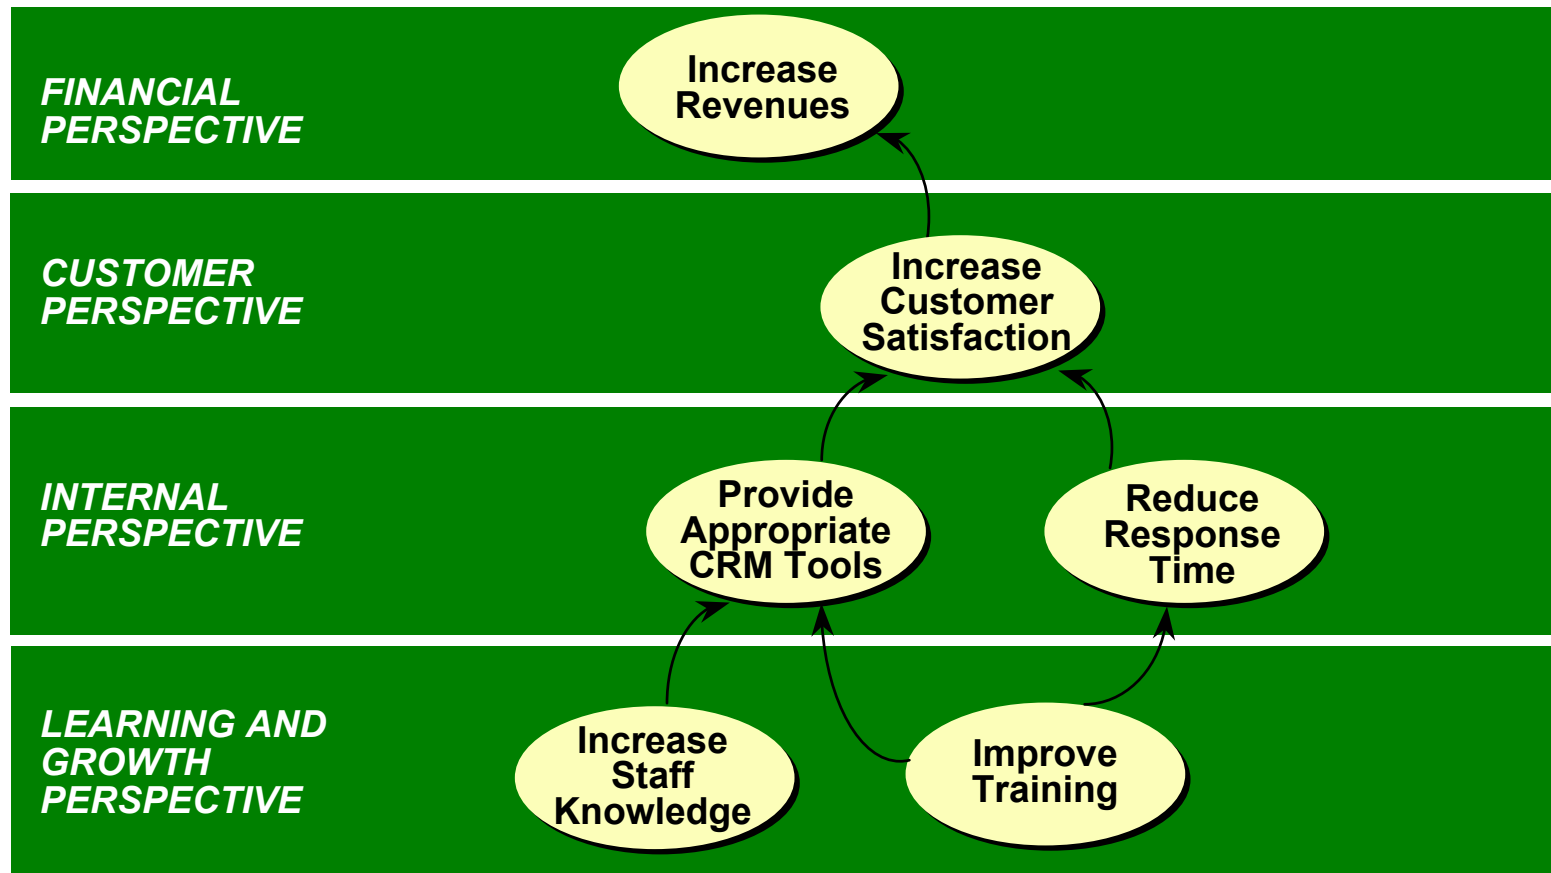 FINANCIAL
PERSPECTIVE
Increase
Revenues
CUSTOMER
PERSPECTIVE
Increase
Customer
Satisfaction
INTERNAL
PERSPECTIVE
Provide
Appropriate
CRM Tools
Reduce
Response
Time
LEARNING AND
GROWTH
PERSPECTIVE
Increase
Staff
Knowledge
Improve
Training